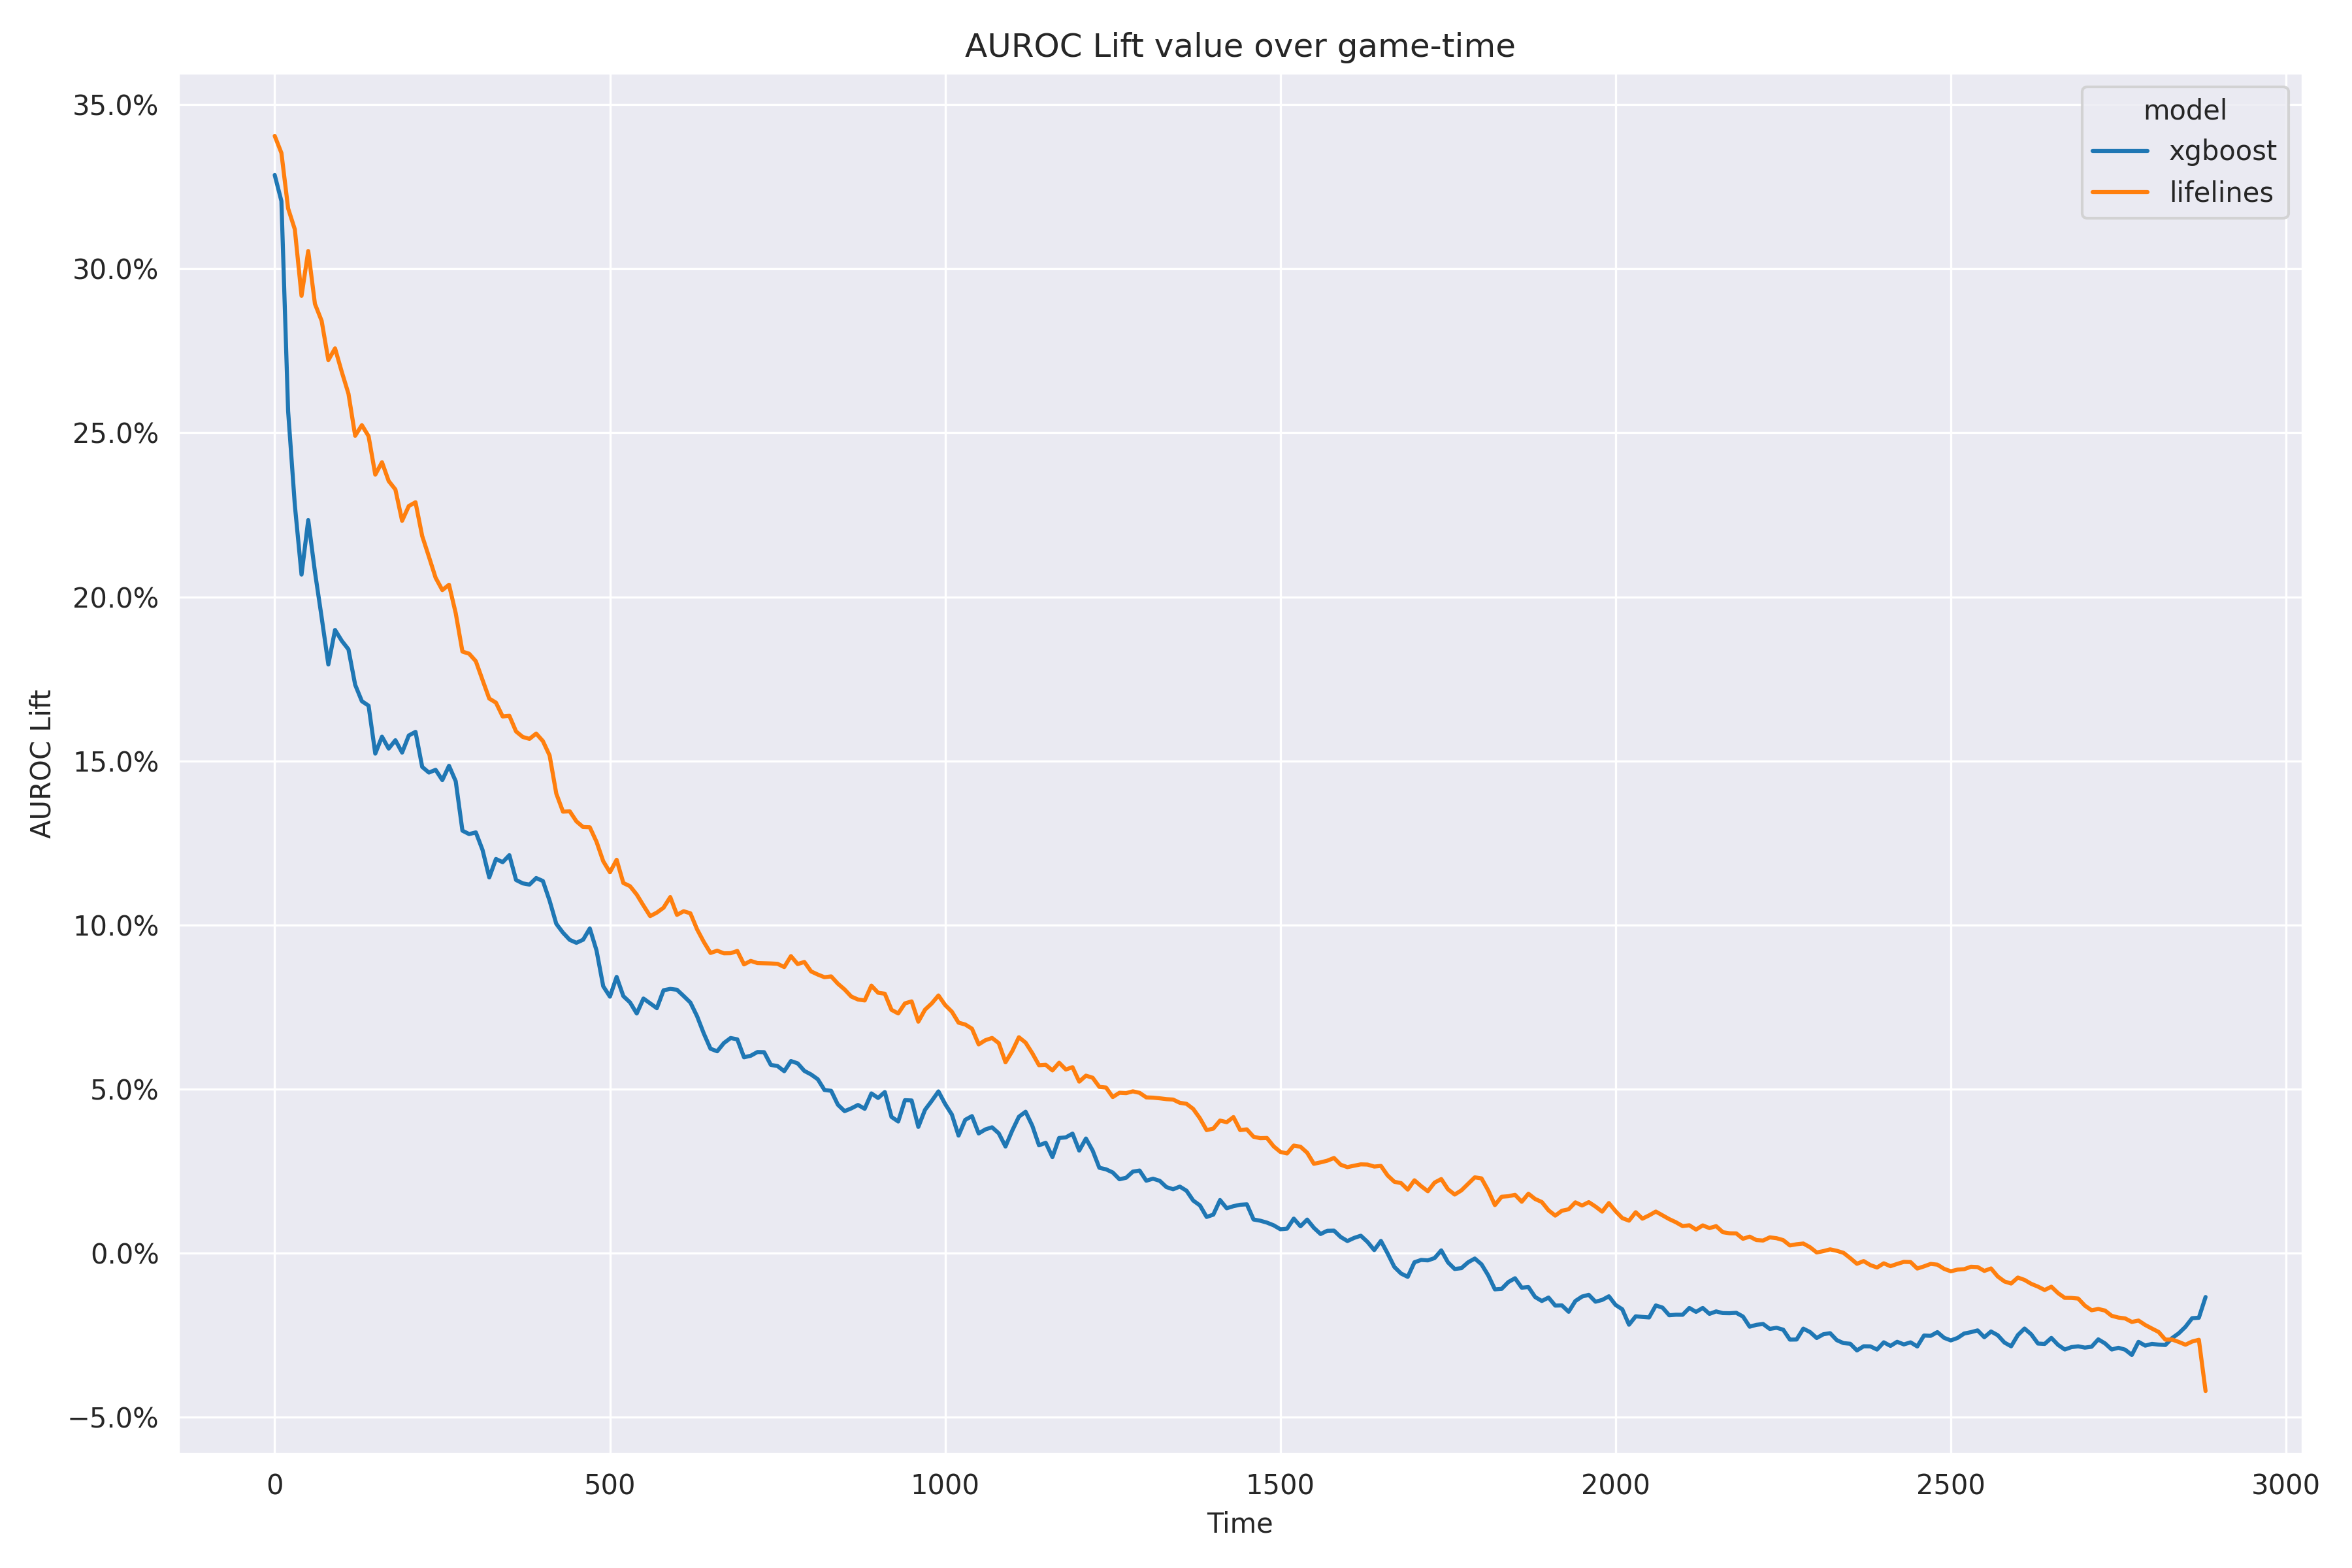 AUROC Lift value over game-time
model
xgboost
lifelines
35.0%
30.0%
25.0%
20.0%
15.0%
10.0%
5.0%
0.0%
−5.0%
AUROC Lift
0 500 1000 1500 2000 2500 3000
Time